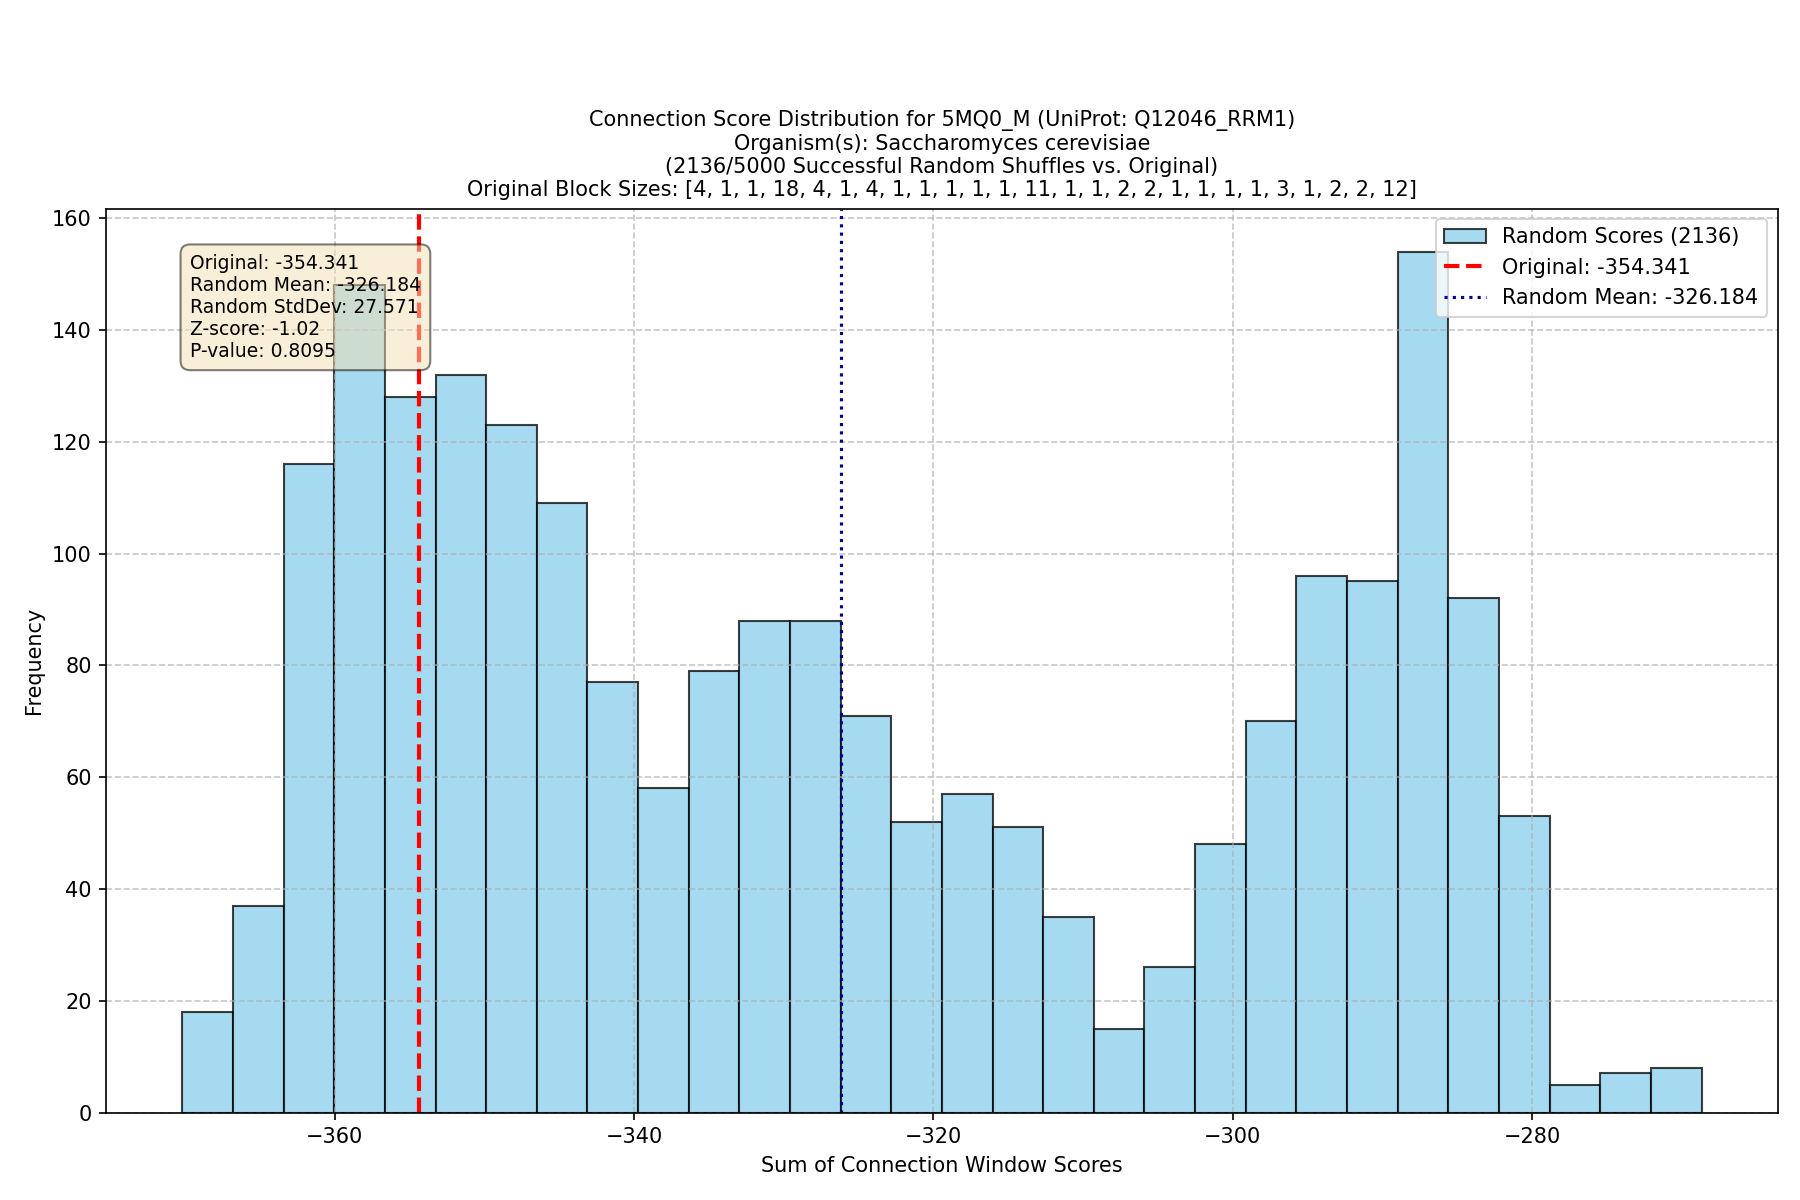 Connection Score Distribution for 5MQ0_M (UniProt: Q12046_RRM1)
Organism(s): Saccharomyces cerevisiae
(2136/5000 Successful Random Shuffles vs. Original)
Original Block Sizes: [4, 1, 1, 18, 4, 1, 4, 1, 1, 1, 1, 1, 11, 1, 1, 2, 2, 1, 1, 1, 1, 3, 1, 2, 2, 12]
160
140
120
100
80
60
40
20
0
Frequency
Original: -354.341
Random Mean: -326.184
Random StdDev: 27.571
Z-score: -1.02
P-value: 0.8095
Random Scores (2136)
Original: -354.341
Random Mean: -326.184
−360
−340
−320
−300
−280
Sum of Connection Window Scores